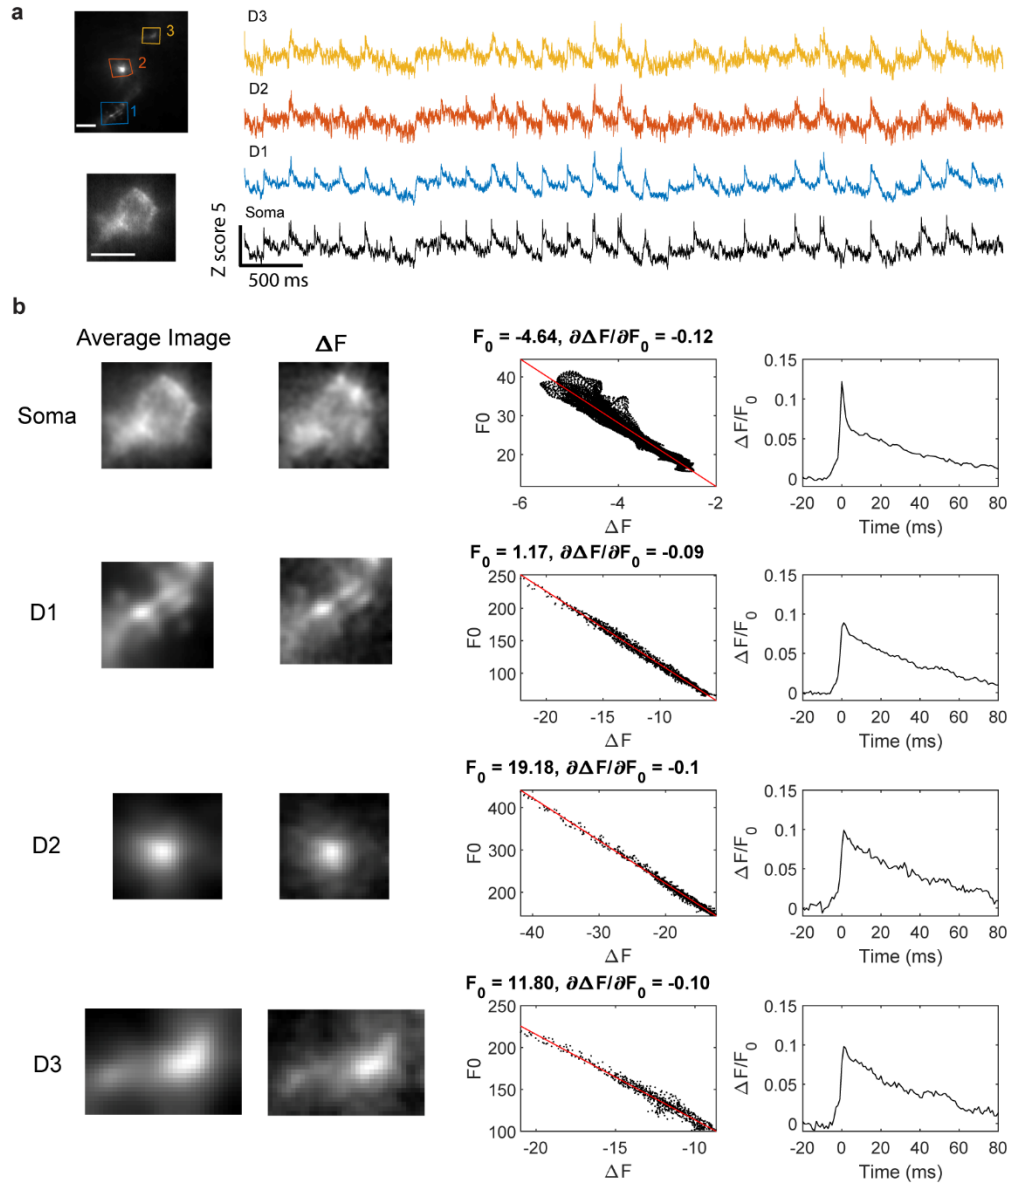 a
3
2
1
D3
D2
D1
Soma
Z score 5
500 ms
b
Average Image
ΔF
Soma
F₀ = -4.64, ∂ΔF/∂F₀ = -0.12
40
30
20
F0
-6 -4 -2
ΔF
0.15
0.1
0.05
0
ΔF/F₀
-20 0 20 40 60 80
Time (ms)
D1
F₀ = 1.17, ∂ΔF/∂F₀ = -0.09
250
200
150
100
F0
-20 -15 -10
ΔF
0.15
0.1
0.05
0
ΔF/F₀
-20 0 20 40 60 80
Time (ms)
D2
F₀ = 19.18, ∂ΔF/∂F₀ = -0.1
400
300
200
F0
-40 -30 -20
ΔF
0.15
0.1
0.05
0
ΔF/F₀
-20 0 20 40 60 80
Time (ms)
D3
F₀ = 11.80, ∂ΔF/∂F₀ = -0.10
250
200
150
100
F0
-20 -15 -10
ΔF
0.15
0.1
0.05
0
ΔF/F₀
-20 0 20 40 60 80
Time (ms)